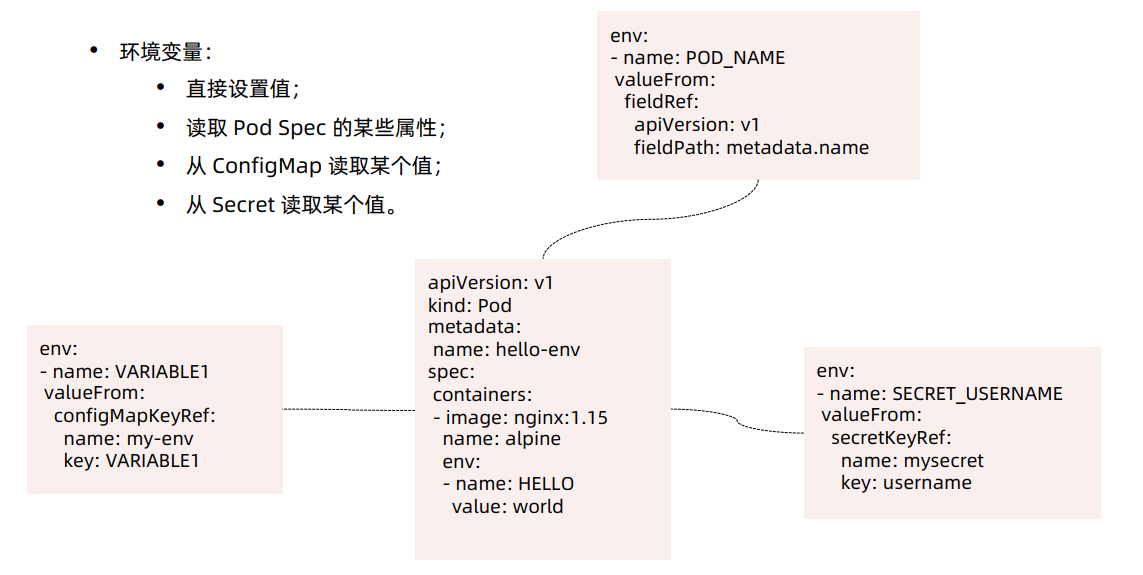 • 环境变量：
• 直接设置值；
• 读取 Pod Spec 的某些属性；
• 从 ConfigMap 读取某个值；
• 从 Secret 读取某个值。
env:
- name: POD_NAME
valueFrom:
fieldRef:
apiVersion: v1
fieldPath: metadata.name
env:
- name: VARIABLE1
valueFrom:
configMapKeyRef:
name: my-env
key: VARIABLE1
apiVersion: v1
kind: Pod
metadata:
name: hello-env
spec:
containers:
- image: nginx:1.15
name: alpine
env:
- name: HELLO
value: world
env:
- name: SECRET_USERNAME
valueFrom:
secretKeyRef:
name: mysecret
key: username